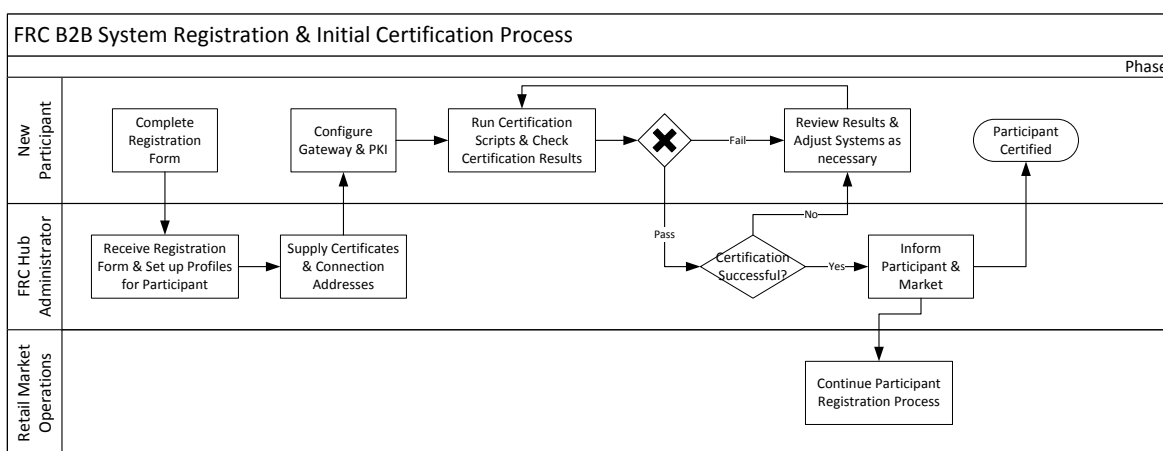 FRC B2B System Registration & Initial Certification Process
Phase
New
Participant
Complete
Registration
Form
Configure
Gateway & PKI
Run Certification
Scripts & Check
Certification Results
Fail
Review Results &
Adjust Systems as
necessary
Participant
Certified
FRC Hub
Administrator
Receive Registration
Form & Set up Profiles
for Participant
Supply Certificates
& Connection
Addresses
Pass
Certification
Successful?
No
Yes
Inform
Participant &
Market
Retail Market
Operations
Continue Participant
Registration Process